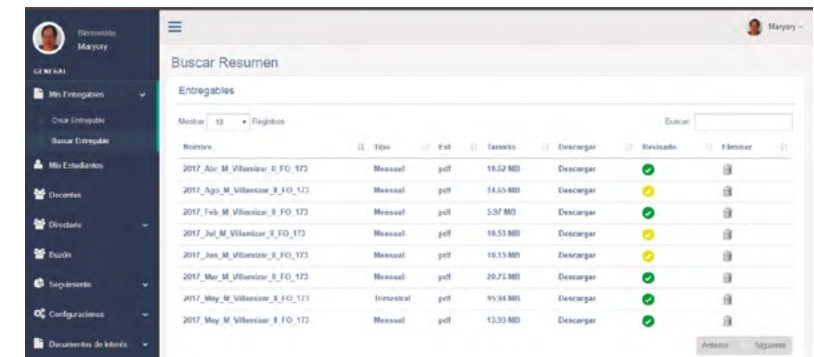 Bienvenido,
Maryory
Maryory
GENERAL
Buscar Resumen
Mis Entregables
Entregables
Crear Entregable
Mostrar 10 Registros Buscar:
Buscar Entregable
Nombre Tipo Ext Tamaño Descargar Revisado Eliminar
Mis Estudiantes
2017_Abr_M_Villamizar_II_FO_173 Mensual pdf 10.52 MB Descargar
Docentes
2017_Ago_M_Villamizar_II_FO_173 Mensual pdf 14.55 MB Descargar
2017_Feb_M_Villamizar_II_FO_173 Mensual pdf 5.97 MB Descargar
Directorio
2017_Jul_M_Villamizar_II_FO_173 Mensual pdf 10.53 MB Descargar
Buzón
2017_Jun_M_Villamizar_II_FO_173 Mensual pdf 10.15 MB Descargar
2017_Mar_M_Villamizar_II_FO_173 Mensual pdf 20.75 MB Descargar
Seguimiento
2017_May_M_Villamizar_II_FO_173 Trimestral pdf 95.94 MB Descargar
Configuraciones
2017_May_M_Villamizar_II_FO_173 Mensual pdf 13.93 MB Descargar
Documentos de interés
Anterior Siguiente